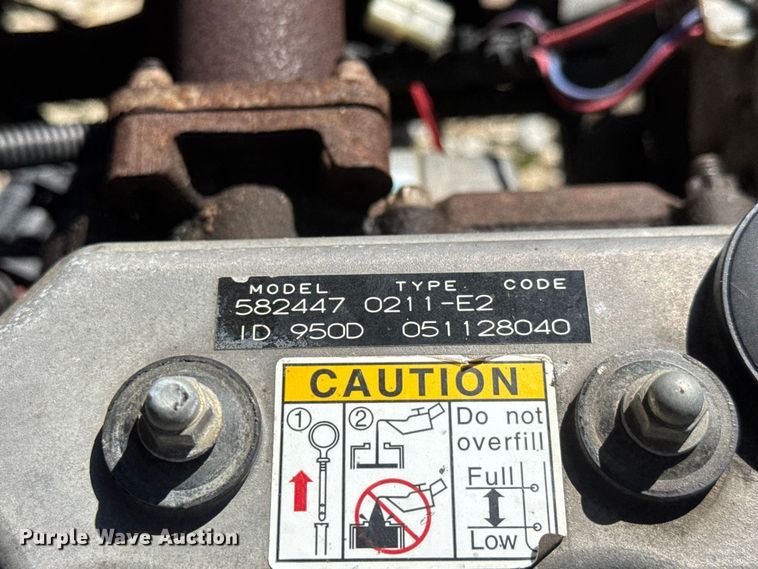 MODEL TYPE CODE
582447 0211-E2
ID 950D 051128040
CAUTION
① ② Do not
overfill
Full
Low
Purple Wave Auction